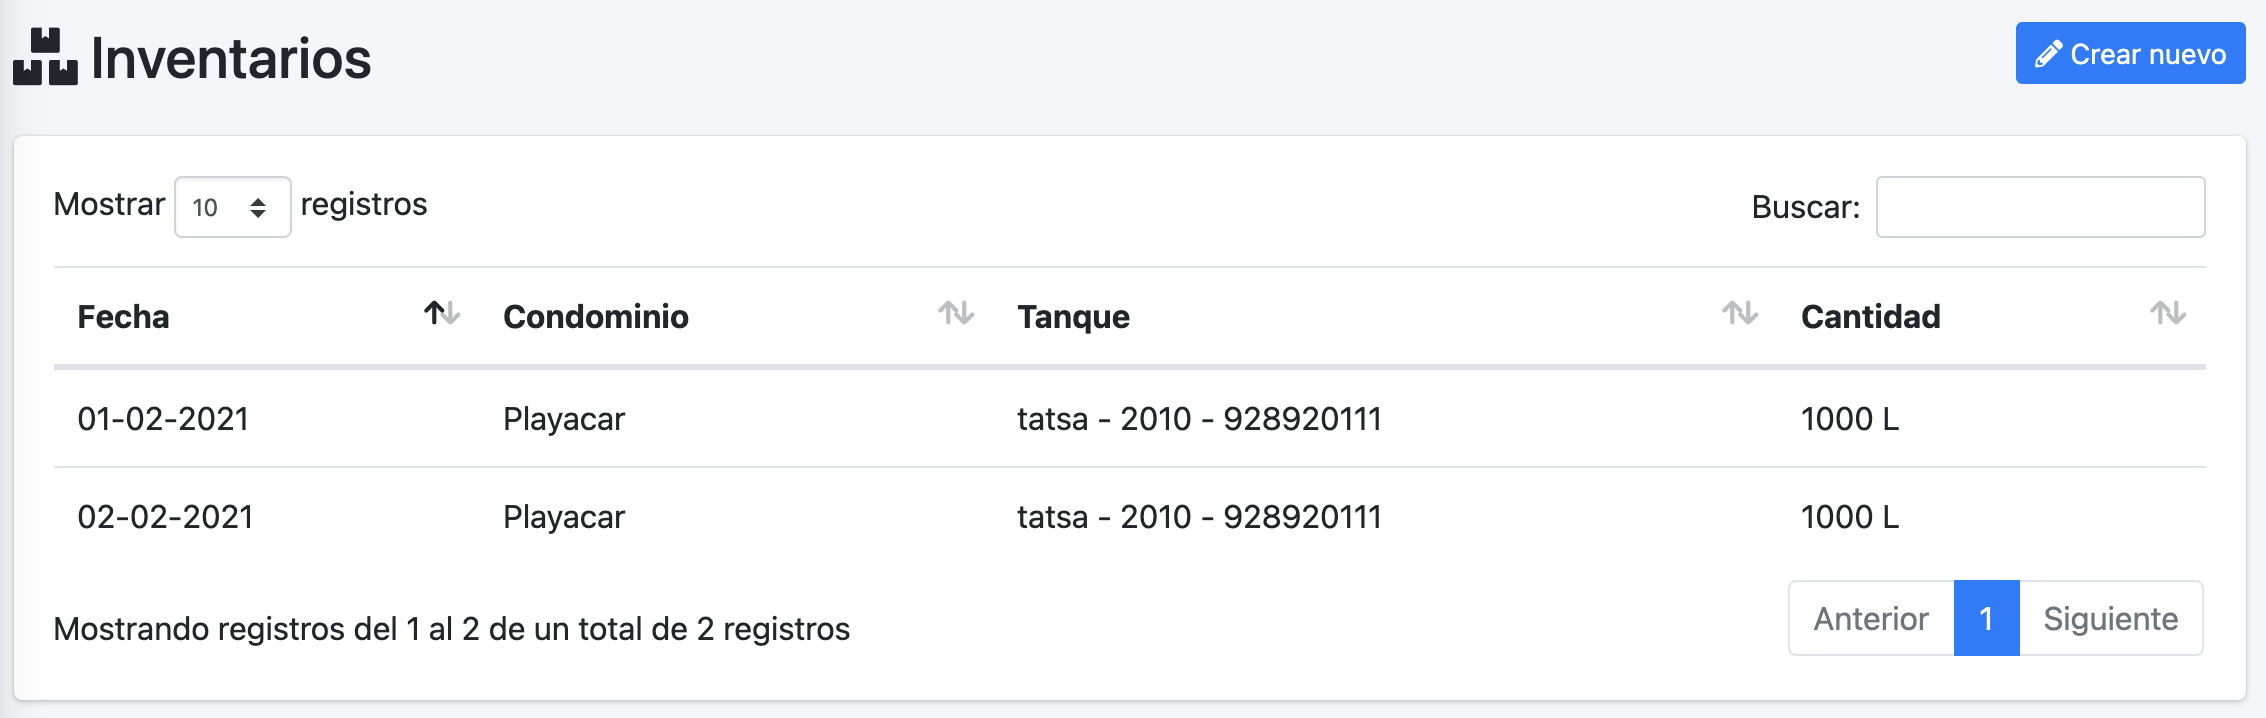 Inventarios
Crear nuevo
Mostrar 10 registros
Buscar:
Fecha Condominio Tanque Cantidad
01-02-2021 Playacar tatsa - 2010 - 928920111 1000 L
02-02-2021 Playacar tatsa - 2010 - 928920111 1000 L
Mostrando registros del 1 al 2 de un total de 2 registros
Anterior 1 Siguiente